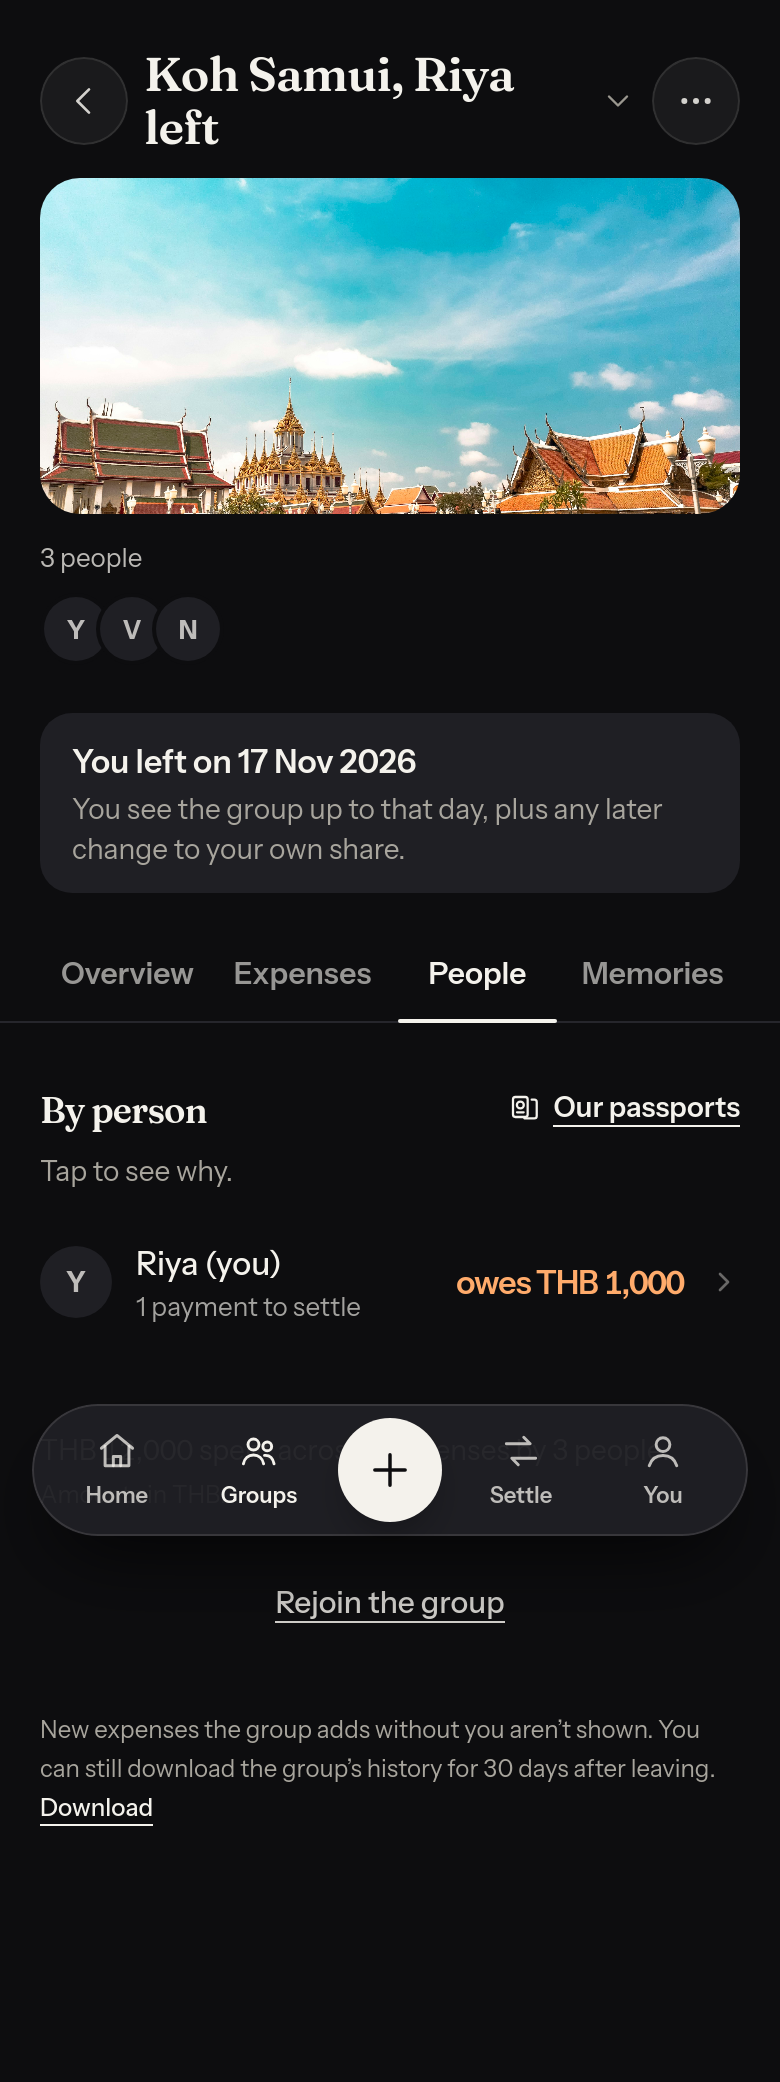 Koh Samui, Riya
left
3 people
Y V N
You left on 17 Nov 2026
You see the group up to that day, plus any later
change to your own share.
Overview Expenses People Memories
By person
Our passports
Tap to see why.
Y
Riya (you)
1 payment to settle
owes THB 1,000
Home Groups Settle You
Rejoin the group
New expenses the group adds without you aren’t shown. You
can still download the group’s history for 30 days after leaving.
Download